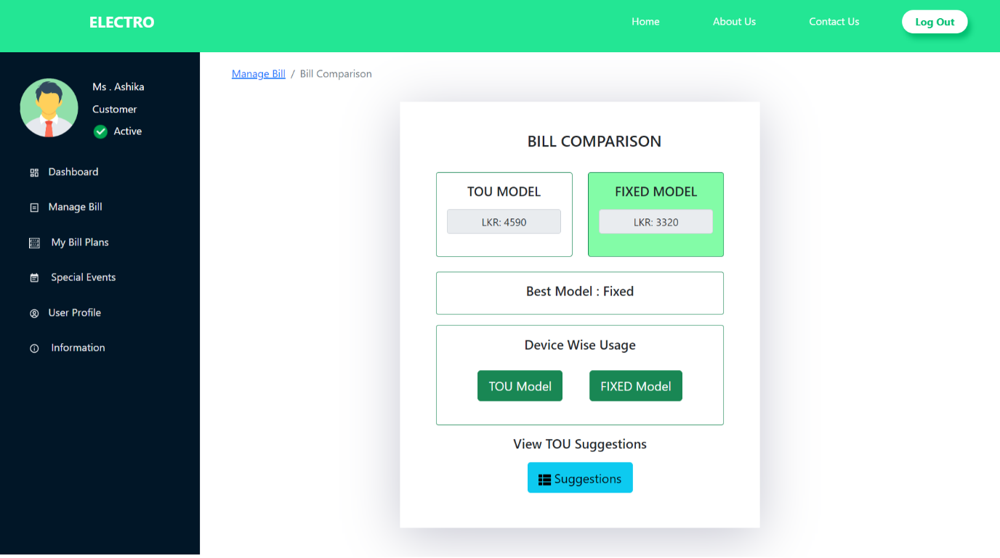 ELECTRO
Home
About Us
Contact Us
Log Out
Ms . Ashika
Customer
Active
Dashboard
Manage Bill
My Bill Plans
Special Events
User Profile
Information
Manage Bill / Bill Comparison
BILL COMPARISON
TOU MODEL
LKR: 4590
FIXED MODEL
LKR: 3320
Best Model : Fixed
Device Wise Usage
TOU Model
FIXED Model
View TOU Suggestions
Suggestions